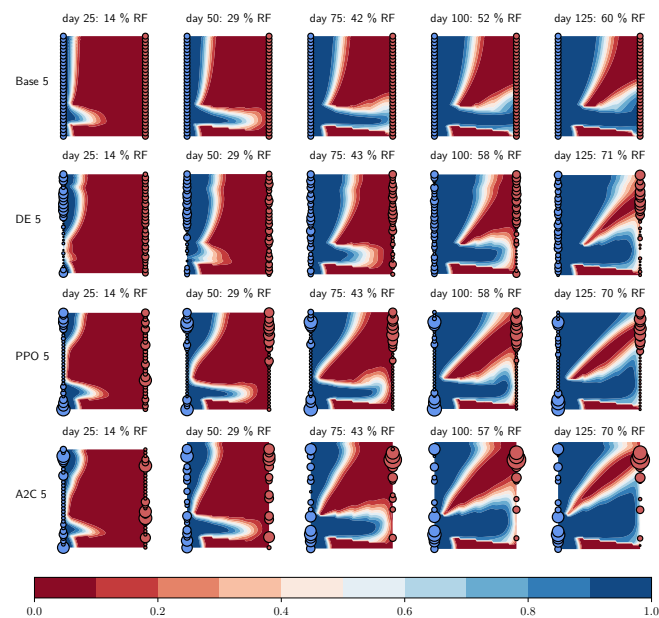 day 25: 14 % RF day 50: 29 % RF day 75: 42 % RF day 100: 52 % RF day 125: 60 % RF
Base 5
day 25: 14 % RF day 50: 29 % RF day 75: 43 % RF day 100: 58 % RF day 125: 71 % RF
DE 5
day 25: 14 % RF day 50: 29 % RF day 75: 43 % RF day 100: 58 % RF day 125: 70 % RF
PPO 5
day 25: 14 % RF day 50: 29 % RF day 75: 43 % RF day 100: 57 % RF day 125: 70 % RF
A2C 5
0.0 0.2 0.4 0.6 0.8 1.0